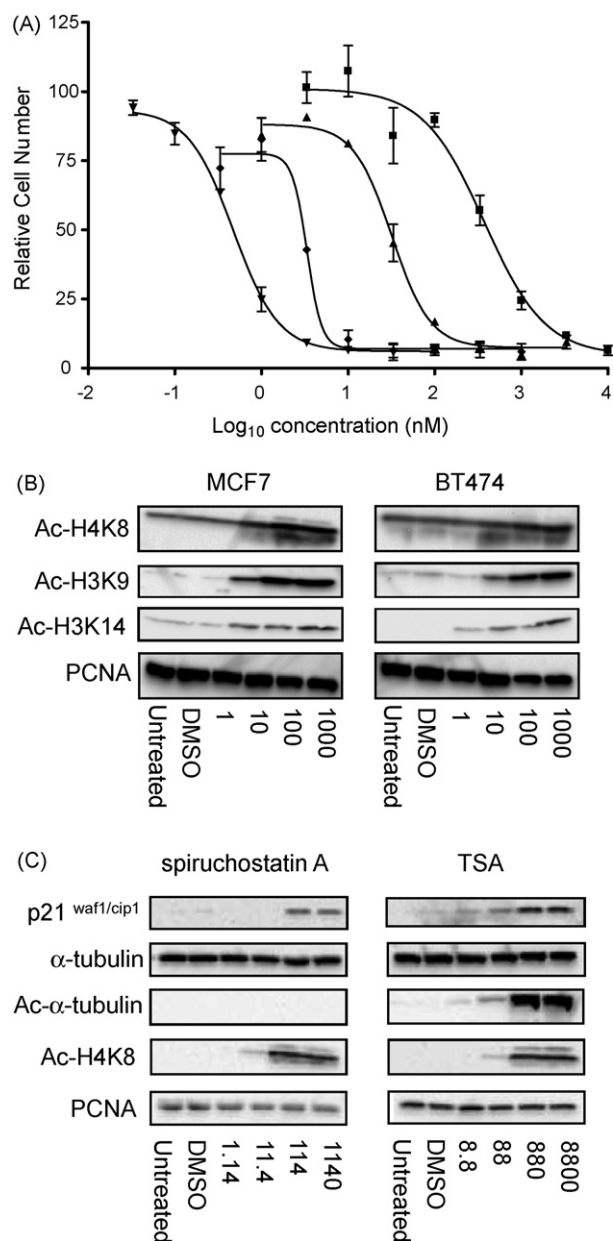 (A)
Relative Cell Number
125
100
75
50
25
0
-2 -1 0 1 2 3 4
Log10 concentration (nM)
(B)
MCF7 BT474
Ac-H4K8
Ac-H3K9
Ac-H3K14
PCNA
Untreated DMSO 1 10 100 1000 Untreated DMSO 1 10 100 1000
(C)
spiruchostatin A TSA
p21 waf1/cip1
α-tubulin
Ac-α-tubulin
Ac-H4K8
PCNA
Untreated DMSO 1.14 11.4 114 1140 Untreated DMSO 8.8 88 880 8800